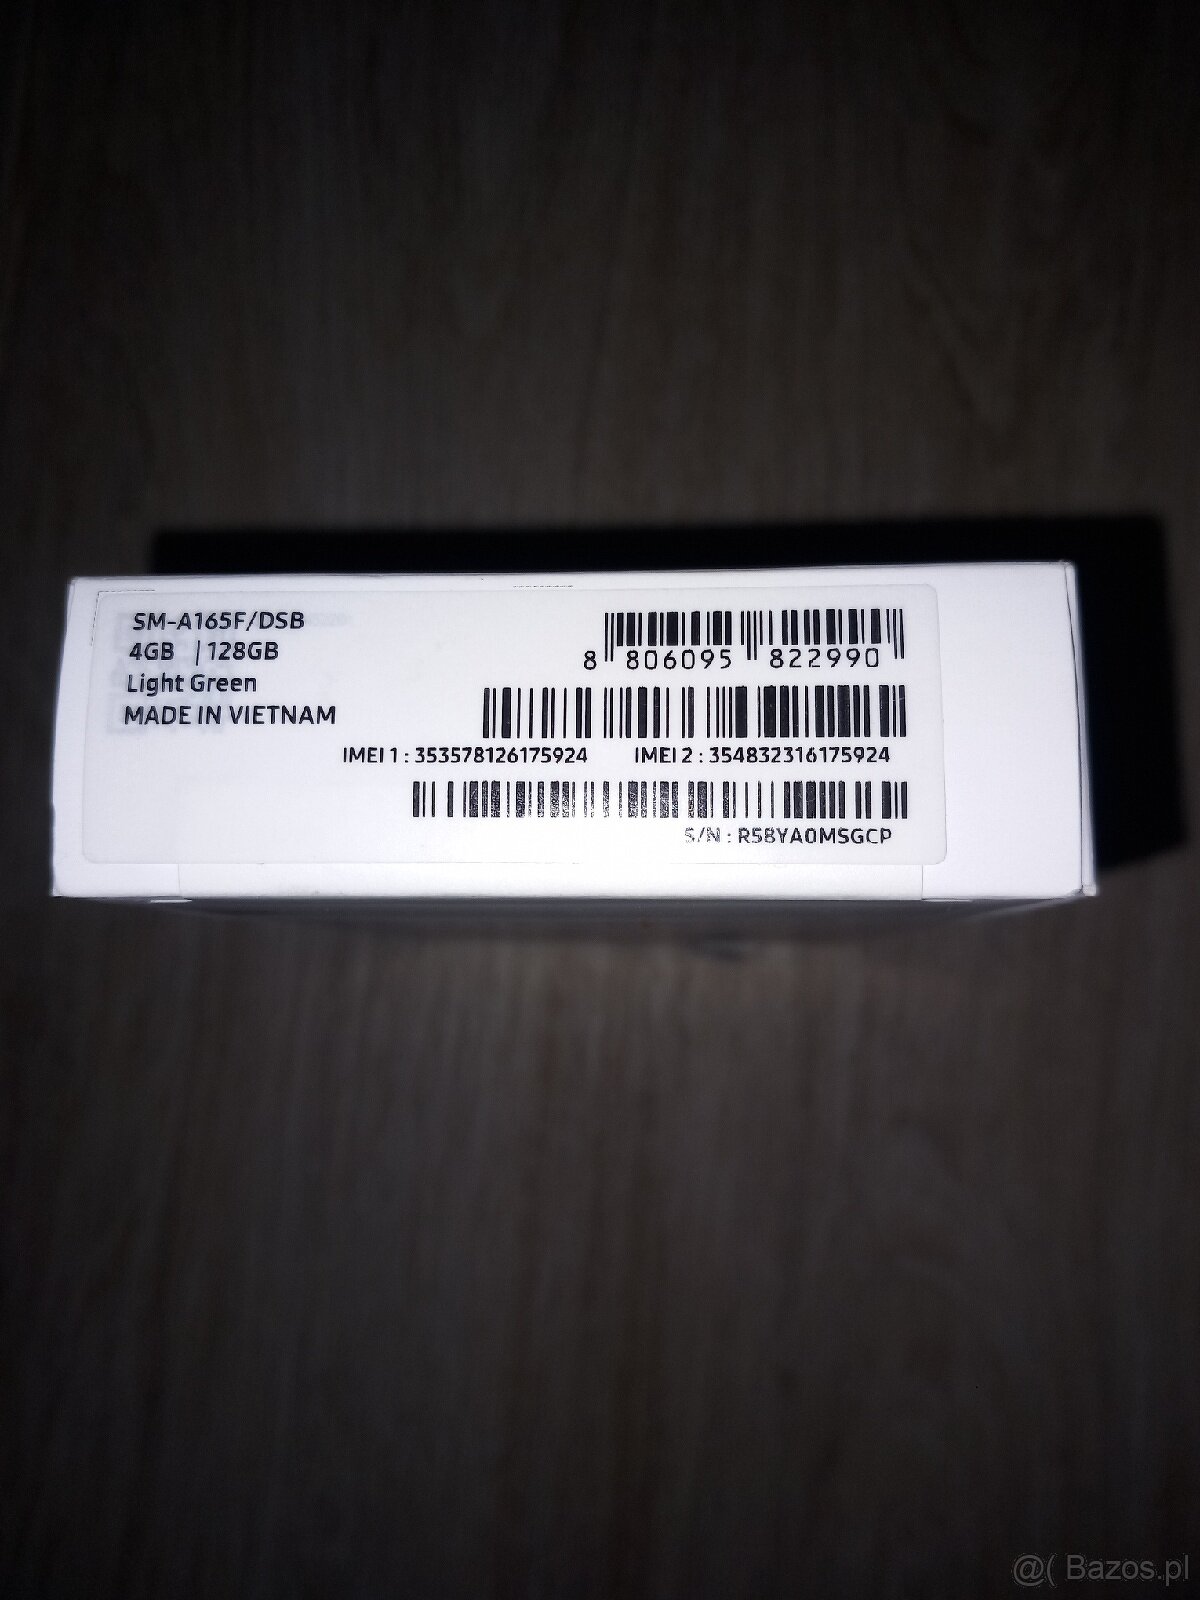 SM-A165F/DSB
4GB | 128GB
Light Green
MADE IN VIETNAM
8 806095 822990
IMEI 1 : 353578126175924 IMEI 2 : 354832316175924
S/N : R58YA0MSGCP
@( Bazos.pl